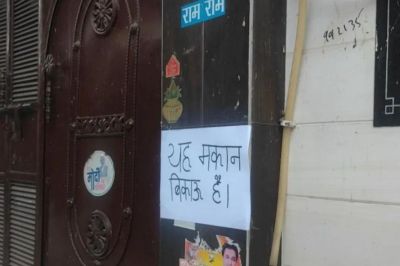 राम राम
यह मकान
बिकाऊ है।
मोदी